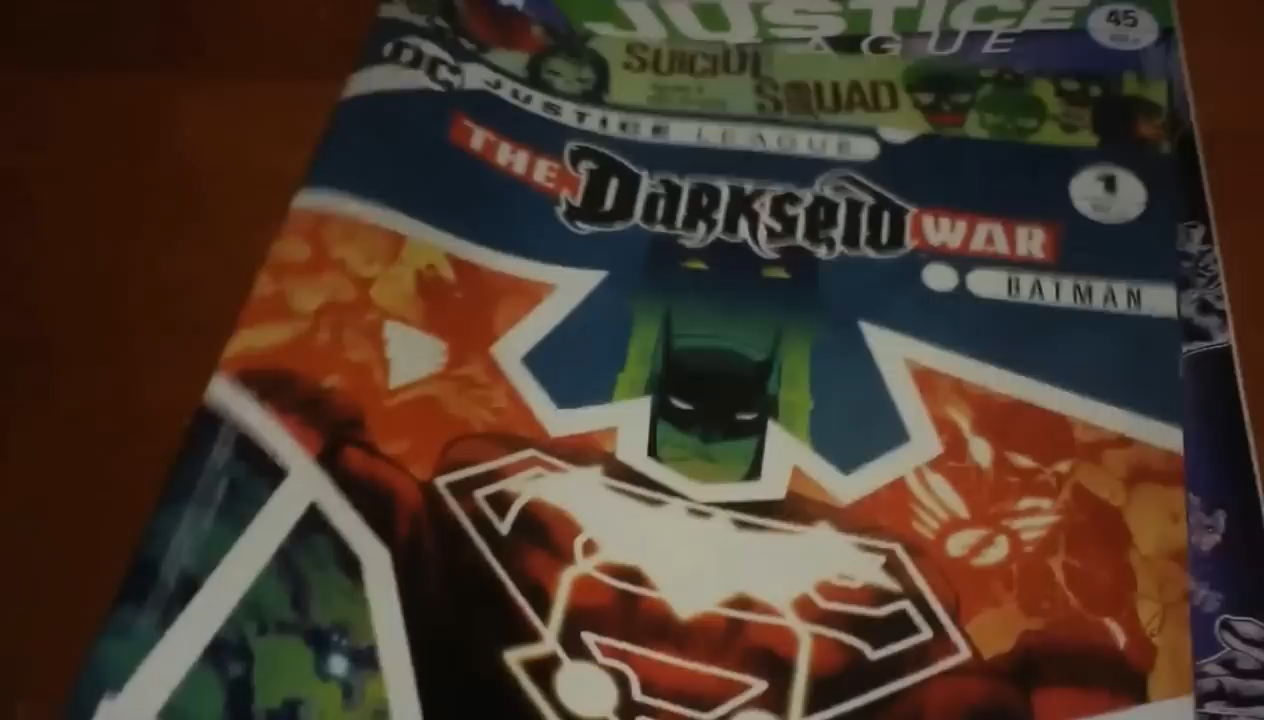 JUSTICE
LEAGUE
45
SUICIDE
SQUAD
DC
JUSTICE LEAGUE
THE DARKSEID WAR
1
BATMAN